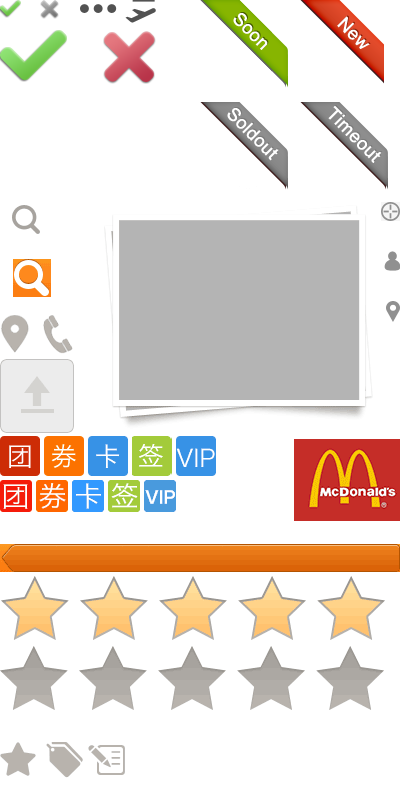 Soon
New
Soldout
Timeout
团 券 卡 签 VIP
团 券 卡 签 VIP
McDonald's
®